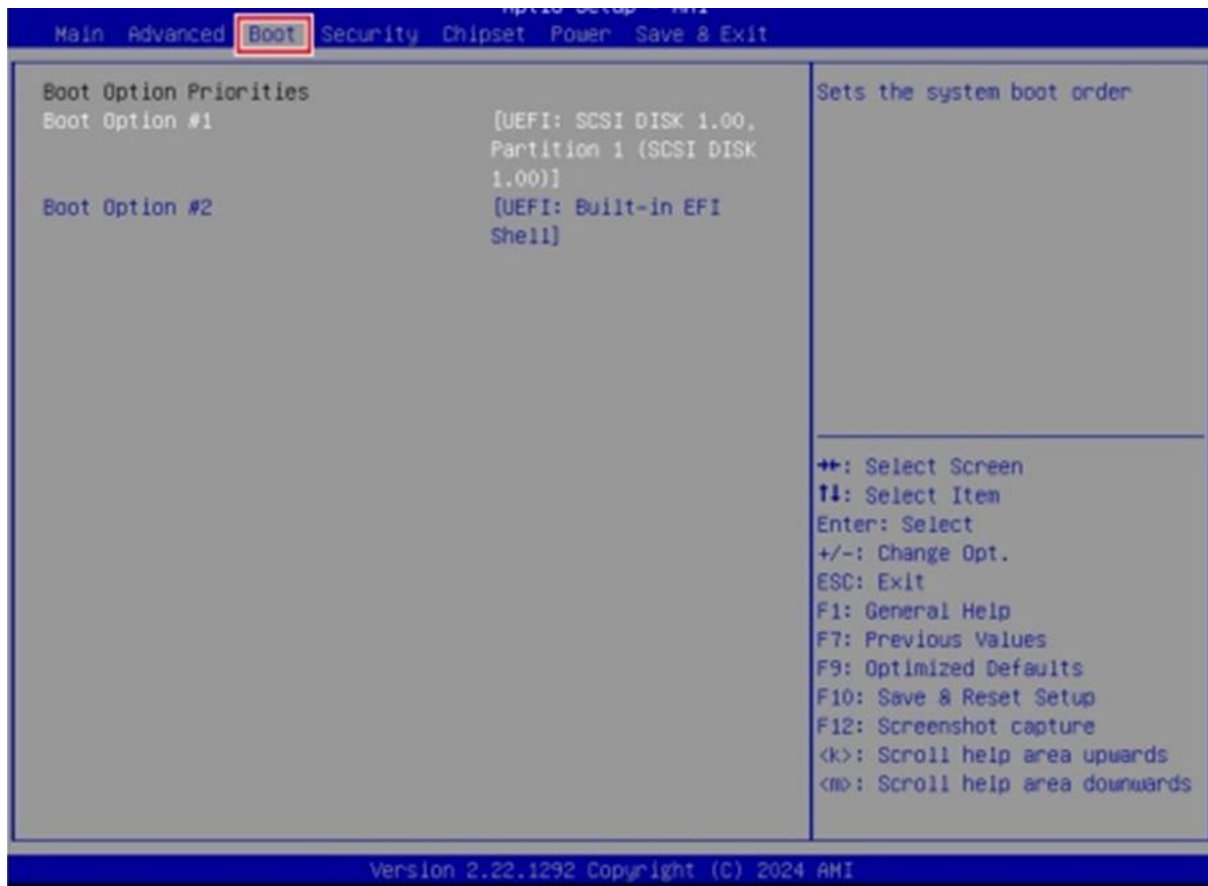 Aptio Setup - AMI
Main Advanced Boot Security Chipset Power Save & Exit
Boot Option Priorities
Boot Option #1 [UEFI: SCSI DISK 1.00,
Partition 1 (SCSI DISK
1.00)]
Boot Option #2 [UEFI: Built-in EFI
Shell]
Sets the system boot order
→←: Select Screen
↑↓: Select Item
Enter: Select
+/-: Change Opt.
ESC: Exit
F1: General Help
F7: Previous Values
F9: Optimized Defaults
F10: Save & Reset Setup
F12: Screenshot capture
<k>: Scroll help area upwards
<m>: Scroll help area downwards
Version 2.22.1292 Copyright (C) 2024 AMI